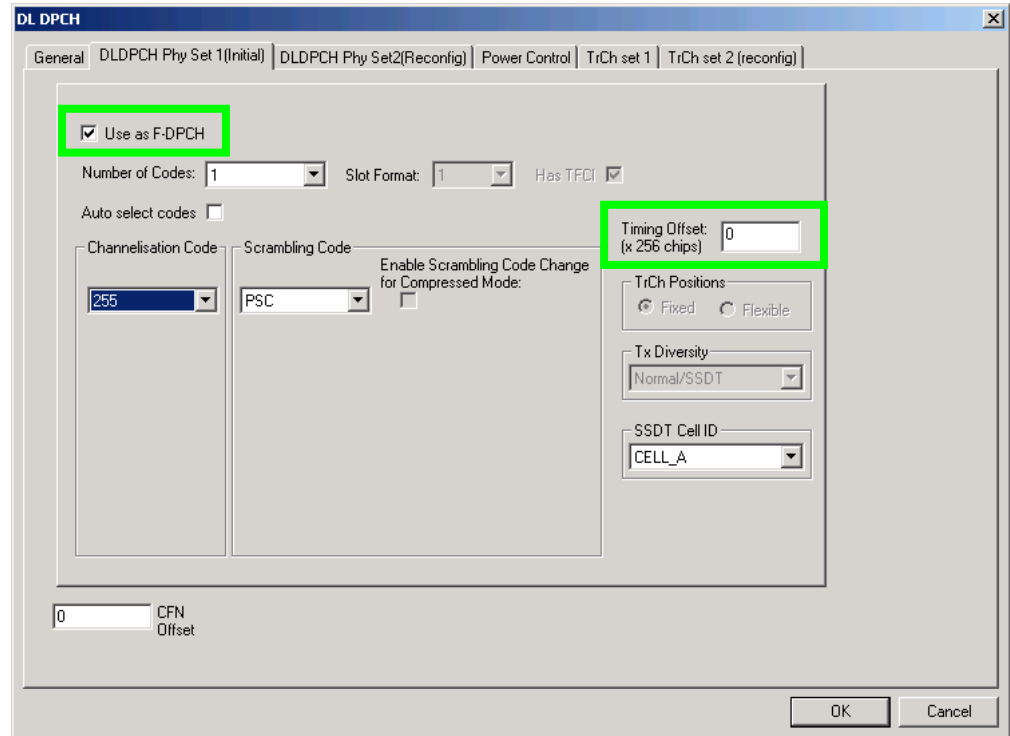 DL DPCH
General DLDPCH Phy Set 1(Initial) DLDPCH Phy Set2(Reconfig) Power Control TrCh set 1 TrCh set 2 (reconfig)
Use as F-DPCH
Number of Codes: 1 Slot Format: 1 Has TFCI
Auto select codes
Timing Offset: 0
(x 256 chips)
Channelisation Code
255
Scrambling Code
PSC
Enable Scrambling Code Change
for Compressed Mode:
TrCh Positions
Fixed Flexible
Tx Diversity
Normal/SSDT
SSDT Cell ID
CELL_A
0 CFN
Offset
OK Cancel